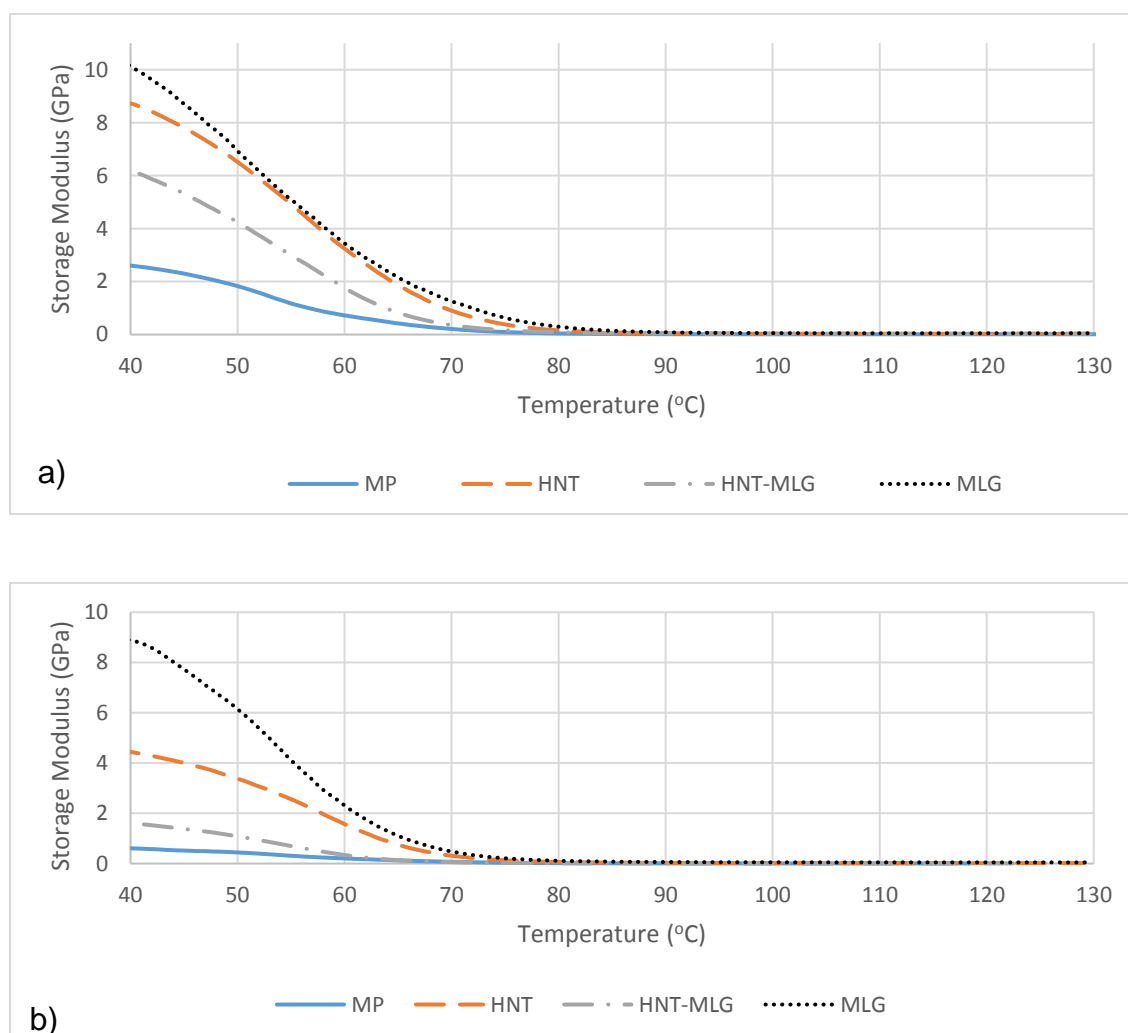 10
8
6
4
2
0
Storage Modulus (GPa)
40 50 60 70 80 90 100 110 120 130
Temperature (ºC)
a)
MP HNT HNT-MLG MLG
10
8
6
4
2
0
Storage Modulus (GPa)
40 50 60 70 80 90 100 110 120 130
Temperature (ºC)
MP HNT HNT-MLG MLG
b)